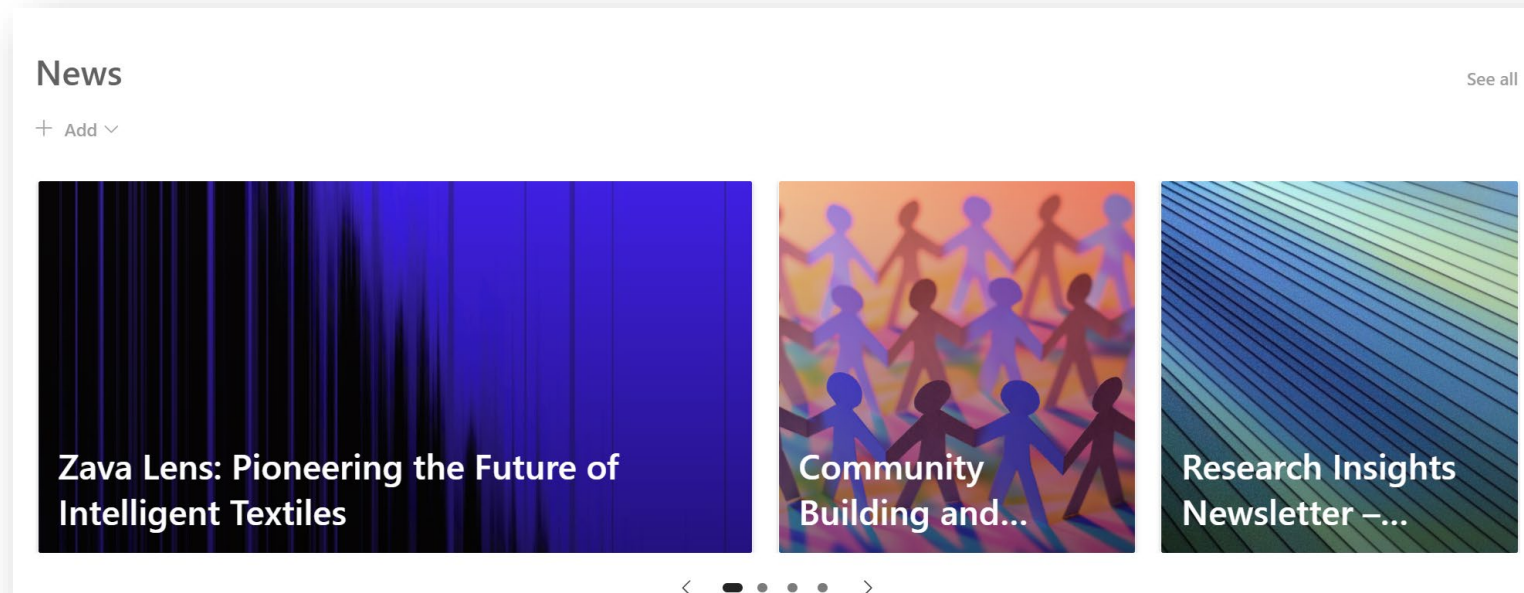 News
See all
Add
Zava Lens: Pioneering the Future of
Intelligent Textiles
Community
Building and...
Research Insights
Newsletter –...